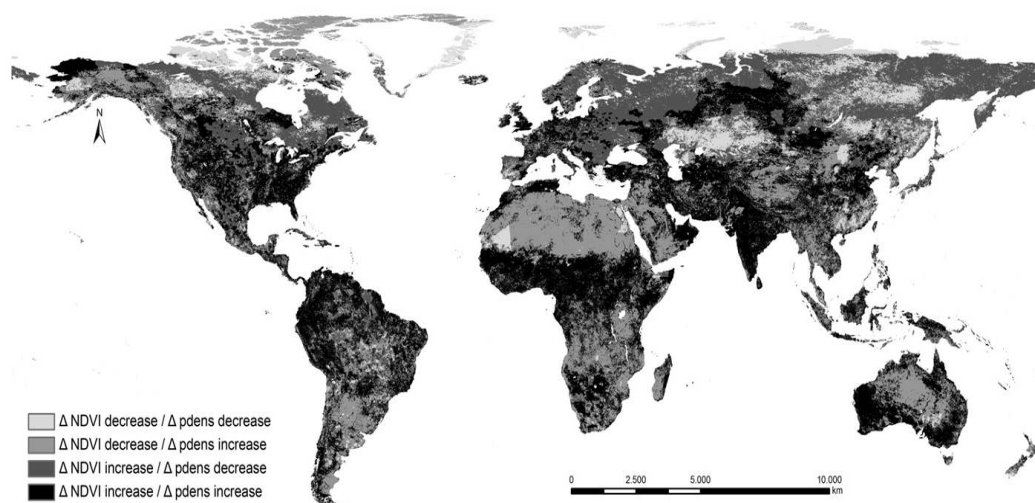 N
Δ NDVI decrease / Δ pdens decrease
Δ NDVI decrease / Δ pdens increase
Δ NDVI increase / Δ pdens decrease
Δ NDVI increase / Δ pdens increase
0 2.500 5.000 10.000
km